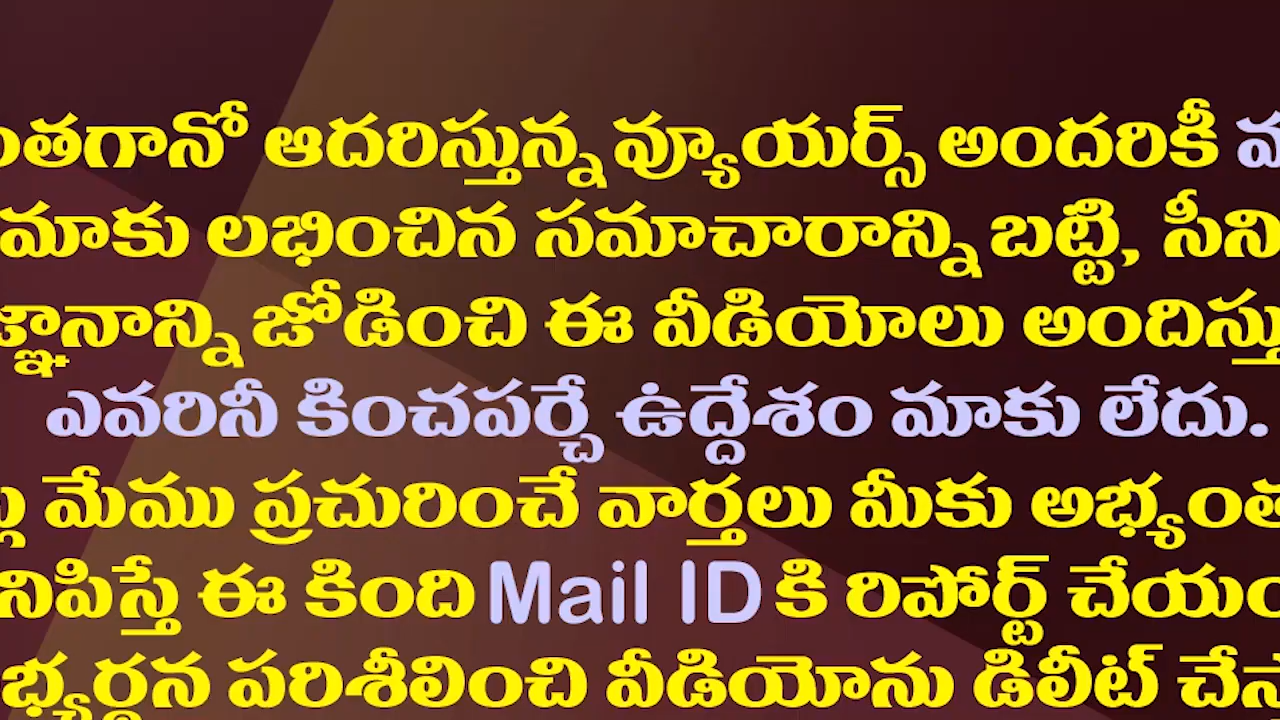 ంతగానో ఆదరిస్తున్న వ్యూయర్స్ అందరికీ
మాకు లభించిన సమాచారాన్ని బట్టి, సీని
జ్ఞానాన్ని జోడించి ఈ వీడియోలు అందిస్తు
ఎవరినీ కించపర్చే ఉద్దేశం మాకు లేదు.
ల్ల మేము ప్రచురించే వార్తలు మీకు అభ్యంత
నిపిస్తే ఈ కింది Mail ID కి రిపోర్ట్ చేయం
భ్యర్థన పరిశీలించి వీడియోను డిలీట్ చేస